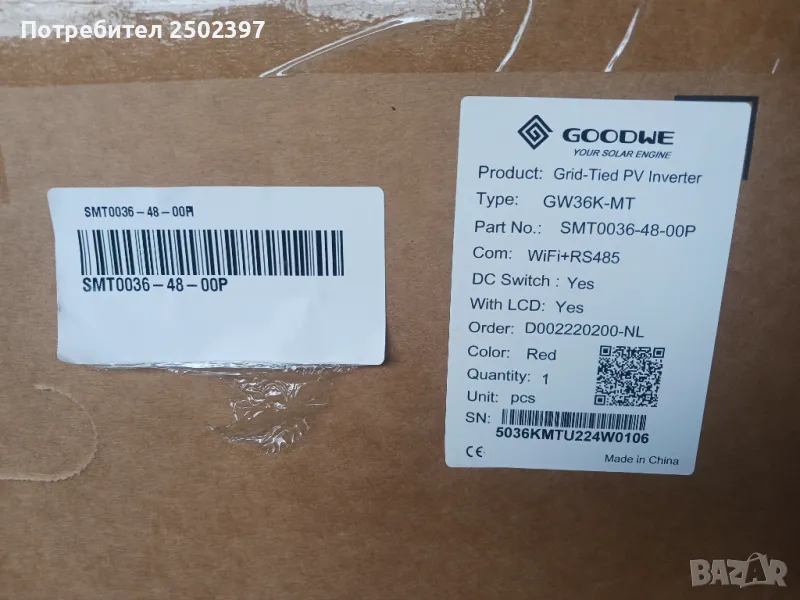 Потребител 2502397
SMT0036-48-00P
SMT0036-48-00P
GOODWE
YOUR SOLAR ENGINE
Product: Grid-Tied PV Inverter
Type: GW36K-MT
Part No.: SMT0036-48-00P
Com: WiFi+RS485
DC Switch : Yes
With LCD: Yes
Order: D002220200-NL
Color: Red
Quantity: 1
Unit: pcs
SN:
5036KMTU224W0106
CE
Made in China
BAZAR